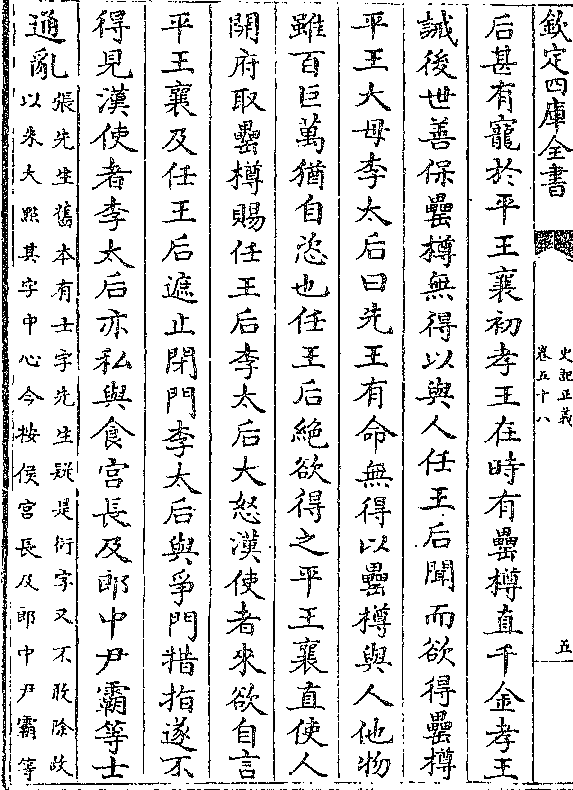 欽定四庫全書
史記正義
卷五十八
五
后甚有寵於平王襄初孝王在時有罍樽直千金孝王
誡後世善保罍樽無得以與人任王后聞而欲得罍樽
平王大母李太后曰先王有命無得以罍樽與人他物
雖百巨萬猶自恣也任王后絶欲得之平王襄直使人
開府取罍樽賜任王后李太后大怒漢使者來欲自言
平王襄及任王后遮止閉門李太后與爭門措指遂不
得見漢使者李太后亦私與食官長及郎中尹霸等士
通亂
張先生舊本有士字先生疑是衍字又不敢除故
以朱大㸃其字中心今按侯宫長及郎中尹霸等